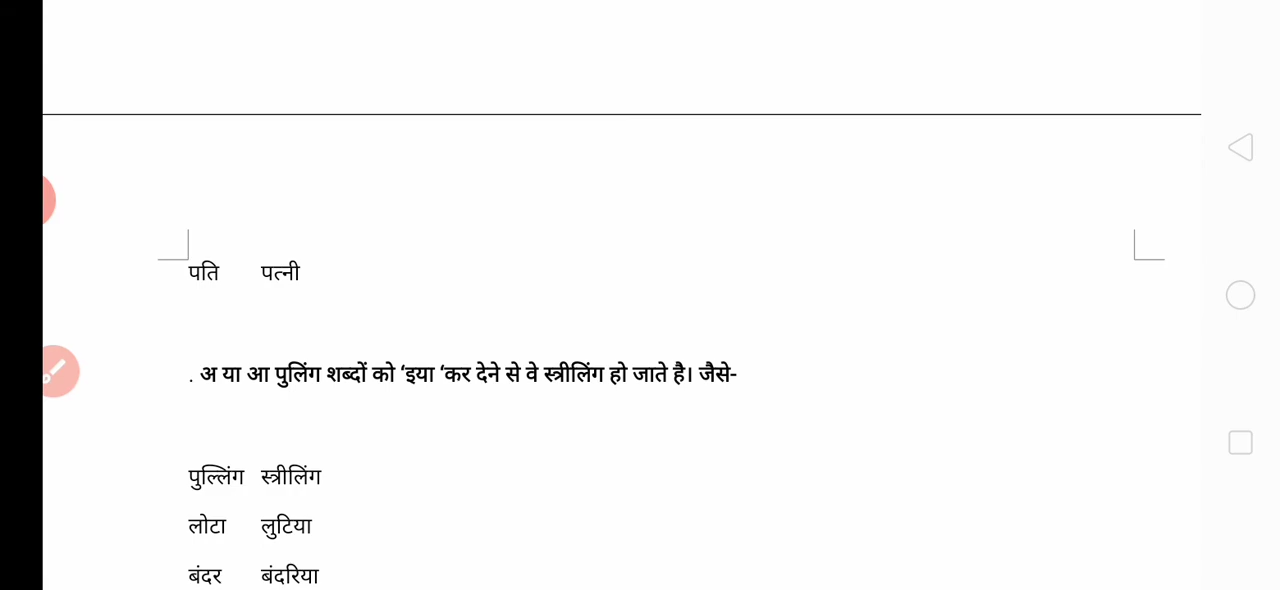 पति पत्नी
. अ या आ पुलिंग शब्दों को ‘इया ‘कर देने से वे स्त्रीलिंग हो जाते है। जैसे-
पुल्लिंग स्त्रीलिंग
लोटा लुटिया
बंदर बंदरिया